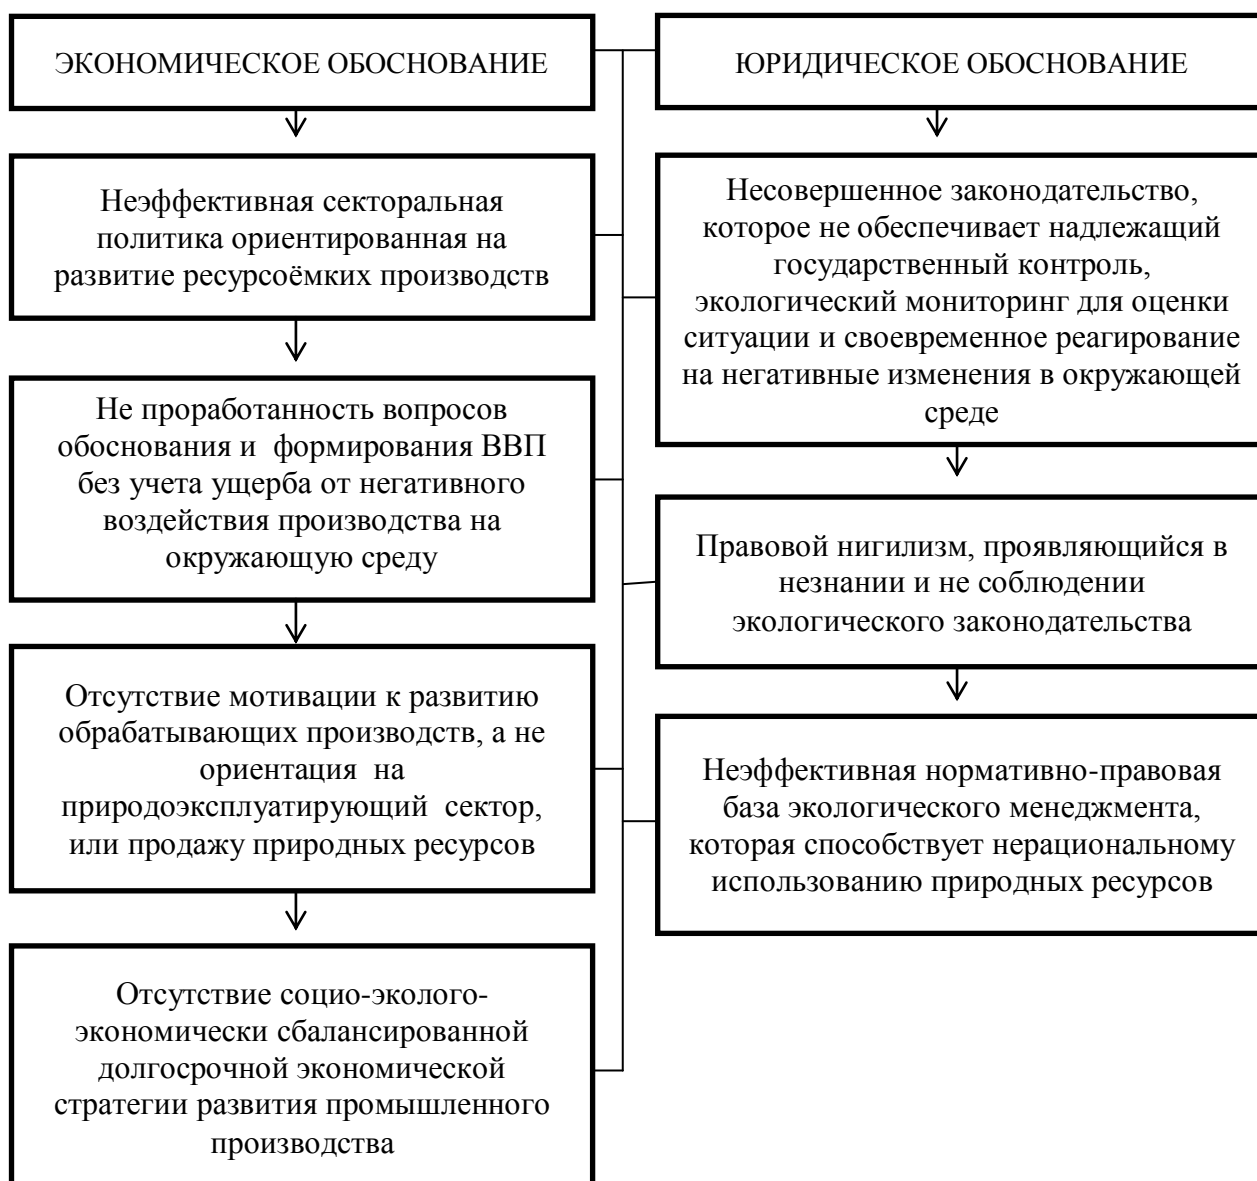 ЭКОНОМИЧЕСКОЕ ОБОСНОВАНИЕ
Неэффективная секторальная
политика ориентированная на
развитие ресурсоёмких производств
Не проработанность вопросов
обоснования и формирования ВВП
без учета ущерба от негативного
воздействия производства на
окружающую среду
Отсутствие мотивации к развитию
обрабатывающих производств, а не
ориентация на
природоэксплуатирующий сектор,
или продажу природных ресурсов
Отсутствие социо-эколого-
экономически сбалансированной
долгосрочной экономической
стратегии развития промышленного
производства
ЮРИДИЧЕСКОЕ ОБОСНОВАНИЕ
Несовершенное законодательство,
которое не обеспечивает надлежащий
государственный контроль,
экологический мониторинг для оценки
ситуации и своевременное реагирование
на негативные изменения в окружающей
среде
Правовой нигилизм, проявляющийся в
незнании и не соблюдении
экологического законодательства
Неэффективная нормативно-правовая
база экологического менеджмента,
которая способствует нерациональному
использованию природных ресурсов